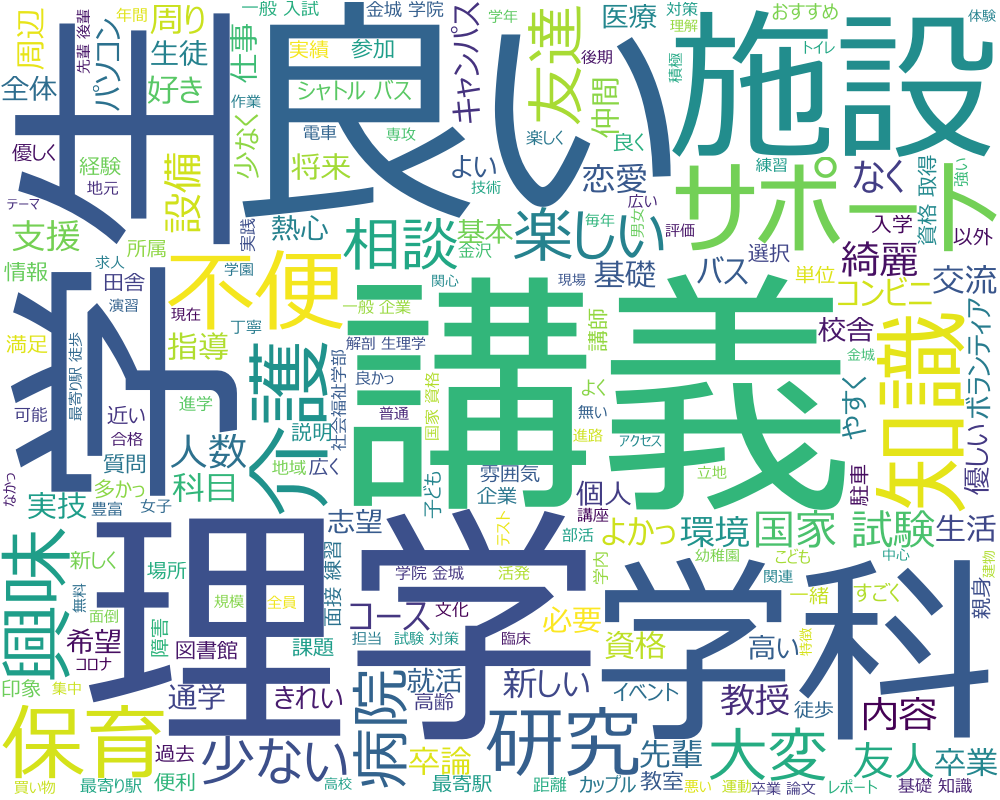 周辺
年間
先輩 後輩
パソコン
周り
生徒
全体
好き
優しく
経験
地元
テーマ
設備
生
学
良い
一般 入試
金城 学院
学年
実績
参加
仕事
シャトル バス
作業
少なく
電車
専攻
将来
よい
技術
熱心
実践
キャンパス
後期
友達
仲間
楽しく
良く
恋愛
毎年
広い
男女
医療
対策
理解
おすすめ
積極
トイレ
体験
施設
サポート
練習
評価
なく
資格 取得
強い
入学
以外
綺麗
選択
支援
所属
情報
求人
田舎
演習
学園
現在
丁寧
満足
指導
不便
相談
基本
金沢
楽しい
基礎
バス
単位
コンビニ
交流
校舎
ボランティア
金城
関心
現場
一般 企業
解剖 生理学
良かっ
講師
講義
知識
やすく
優しい
駐車
最寄り駅 徒歩
可能
近い
進学
合格
質問
なかっ
多かっ
豊富
女子
人数
科目
地域
説明
広く
介護
社会福祉学部
国家 資格
普通
子ども
よく
無い
進路
アクセス
立地
雰囲気
企業
個人
講座
実技
志望
テスト
部活
よかっ
環境
国家 試験
生活
興味
新しく
場所
無料
面倒
規模
全員
面接 練習
学院 金城
活発
学内
幼稚園
こども
関連
中心
一緒
すごく
建物
親身
希望
コロナ
障害
図書館
課題
コース
文化
担当
試験 対策
臨床
必要
資格
特徴
高い
理学
学科
印象
集中
通学
きれい
就活
高齢
新しい
イベント
教授
徒歩
内容
保育
過去
少ない
病院
卒論
研究
先輩
教室
大変
友人
卒業
買い物
最寄り駅
便利
高校
最寄駅
距離
カップル
悪い
運動
卒業 論文
レポート
基礎 知識